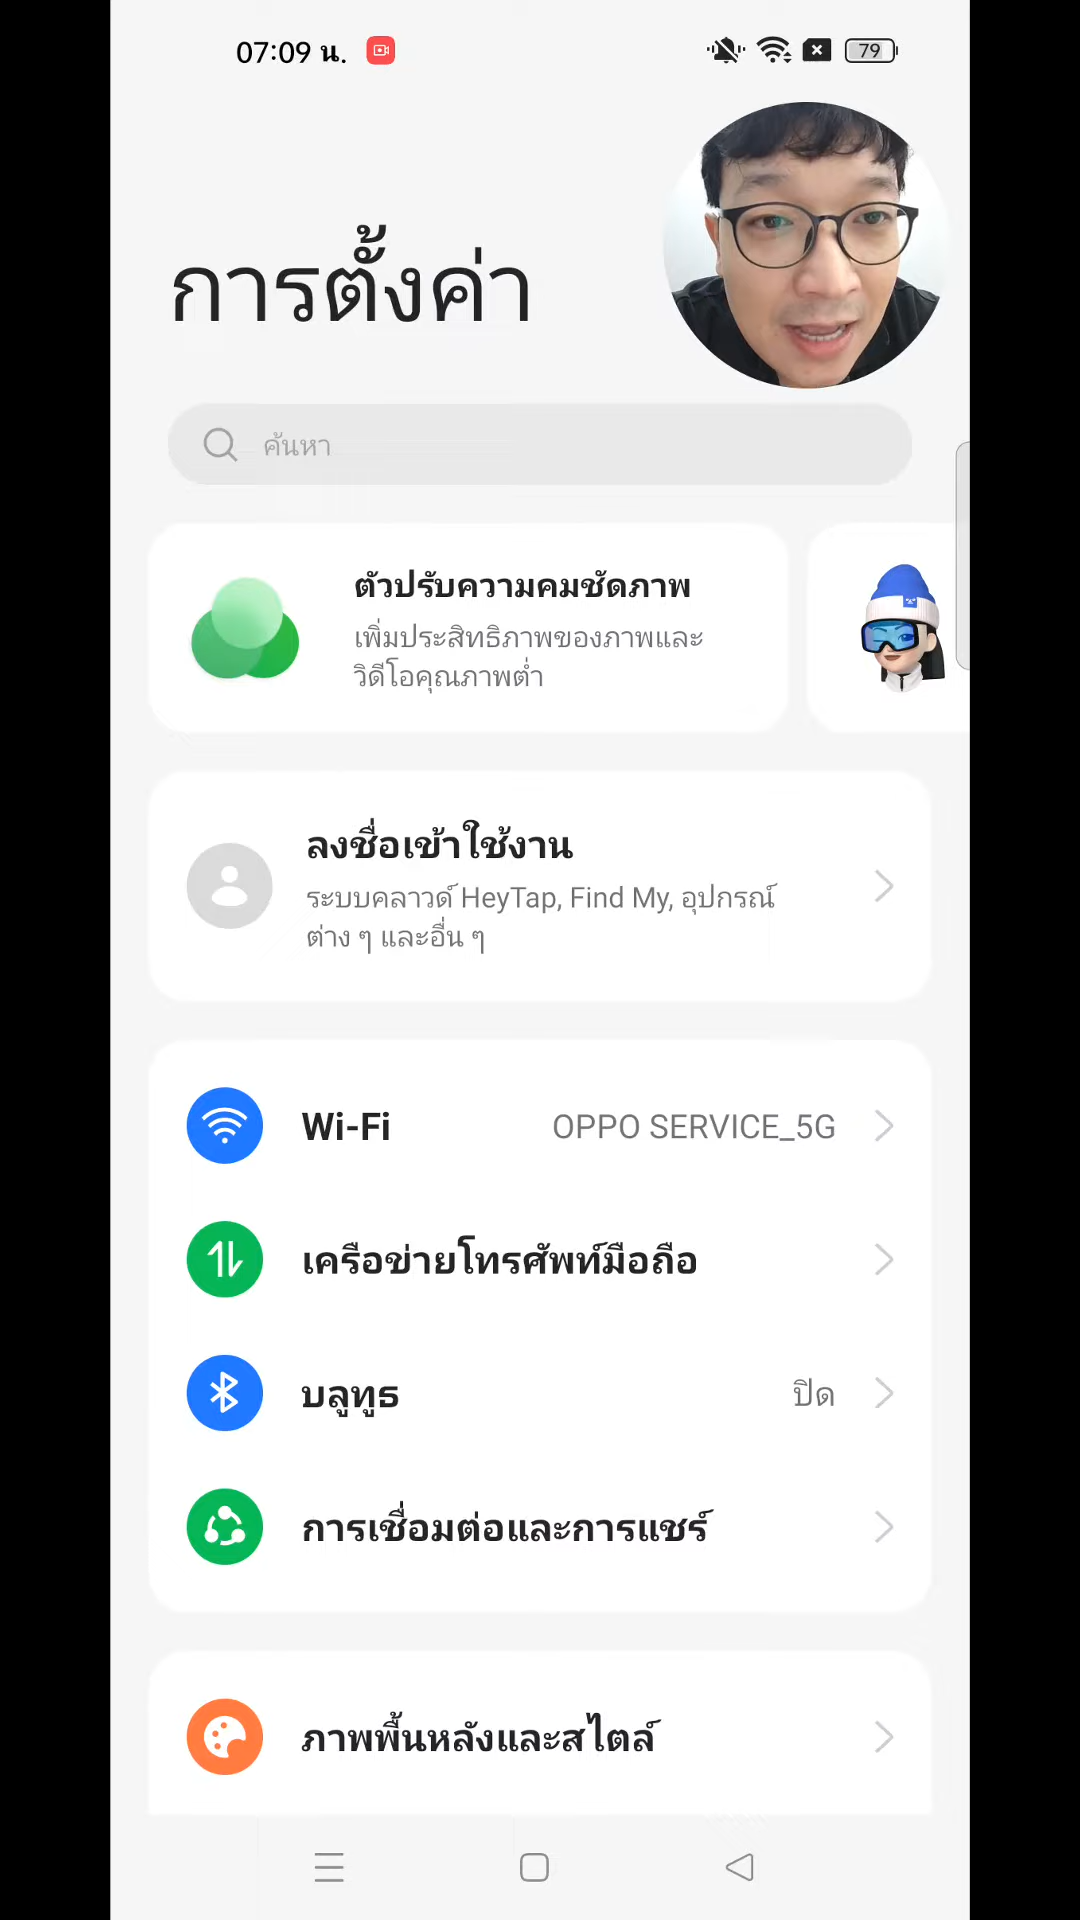 07:09 น.
79
การตั้งค่า
ค้นหา
ตัวปรับความคมชัดภาพ
เพิ่มประสิทธิภาพของภาพและ
วิดีโอคุณภาพต่ำ
ลงชื่อเข้าใช้งาน
ระบบคลาวด์ HeyTap, Find My, อุปกรณ์
ต่าง ๆ และอื่น ๆ
Wi-Fi OPPO SERVICE_5G
เครือข่ายโทรศัพท์มือถือ
บลูทูธ ปิด
การเชื่อมต่อและการแชร์
ภาพพื้นหลังและสไตล์